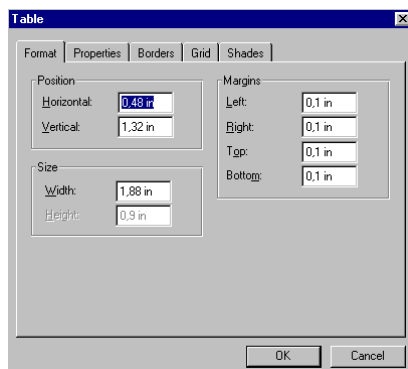 Table
Format Properties Borders Grid Shades
Position
Horizontal: 0,48 in
Vertical: 1,32 in
Size
Width: 1,88 in
Height: 0,9 in
Margins
Left: 0,1 in
Right: 0,1 in
Top: 0,1 in
Bottom: 0,1 in
OK Cancel